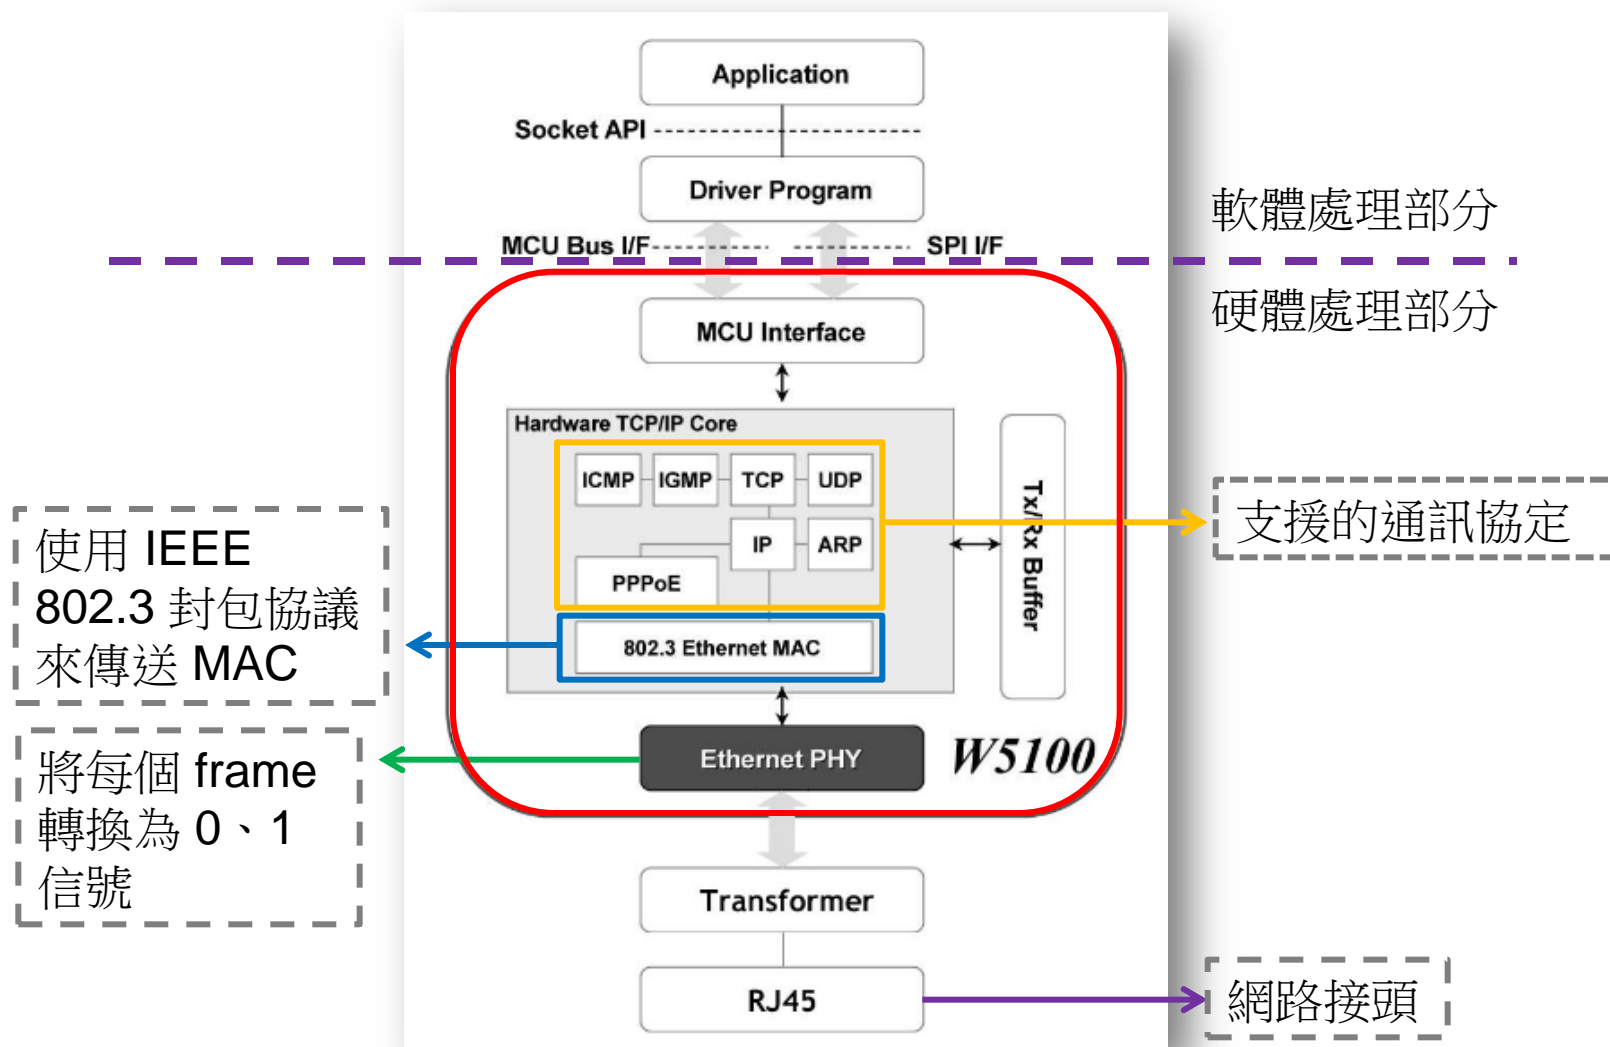 Application
Socket API
Driver Program
軟體處理部分
MCU Bus I/F
SPI I/F
硬體處理部分
MCU Interface
Hardware TCP/IP Core
ICMP
IGMP
TCP
UDP
IP
ARP
PPPoE
802.3 Ethernet MAC
Tx/Rx Buffer
支援的通訊協定
使用 IEEE
802.3 封包協議
來傳送 MAC
Ethernet PHY
W5100
將每個 frame
轉換為 0、1
信號
Transformer
RJ45
網路接頭